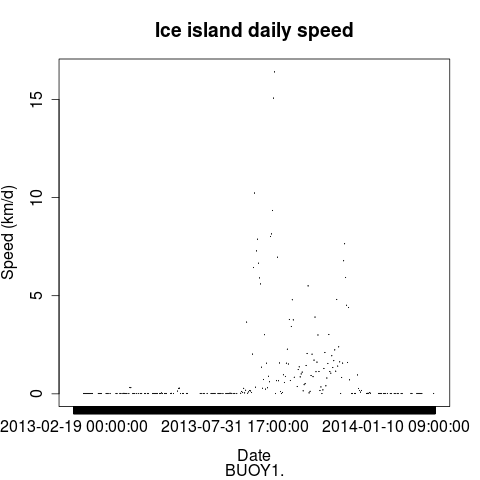 Ice island daily speed
Speed (km/d)
15
10
5
0
2013-02-19 00:00:00 2013-07-31 17:00:00 2014-01-10 09:00:00
Date
BUOY1.